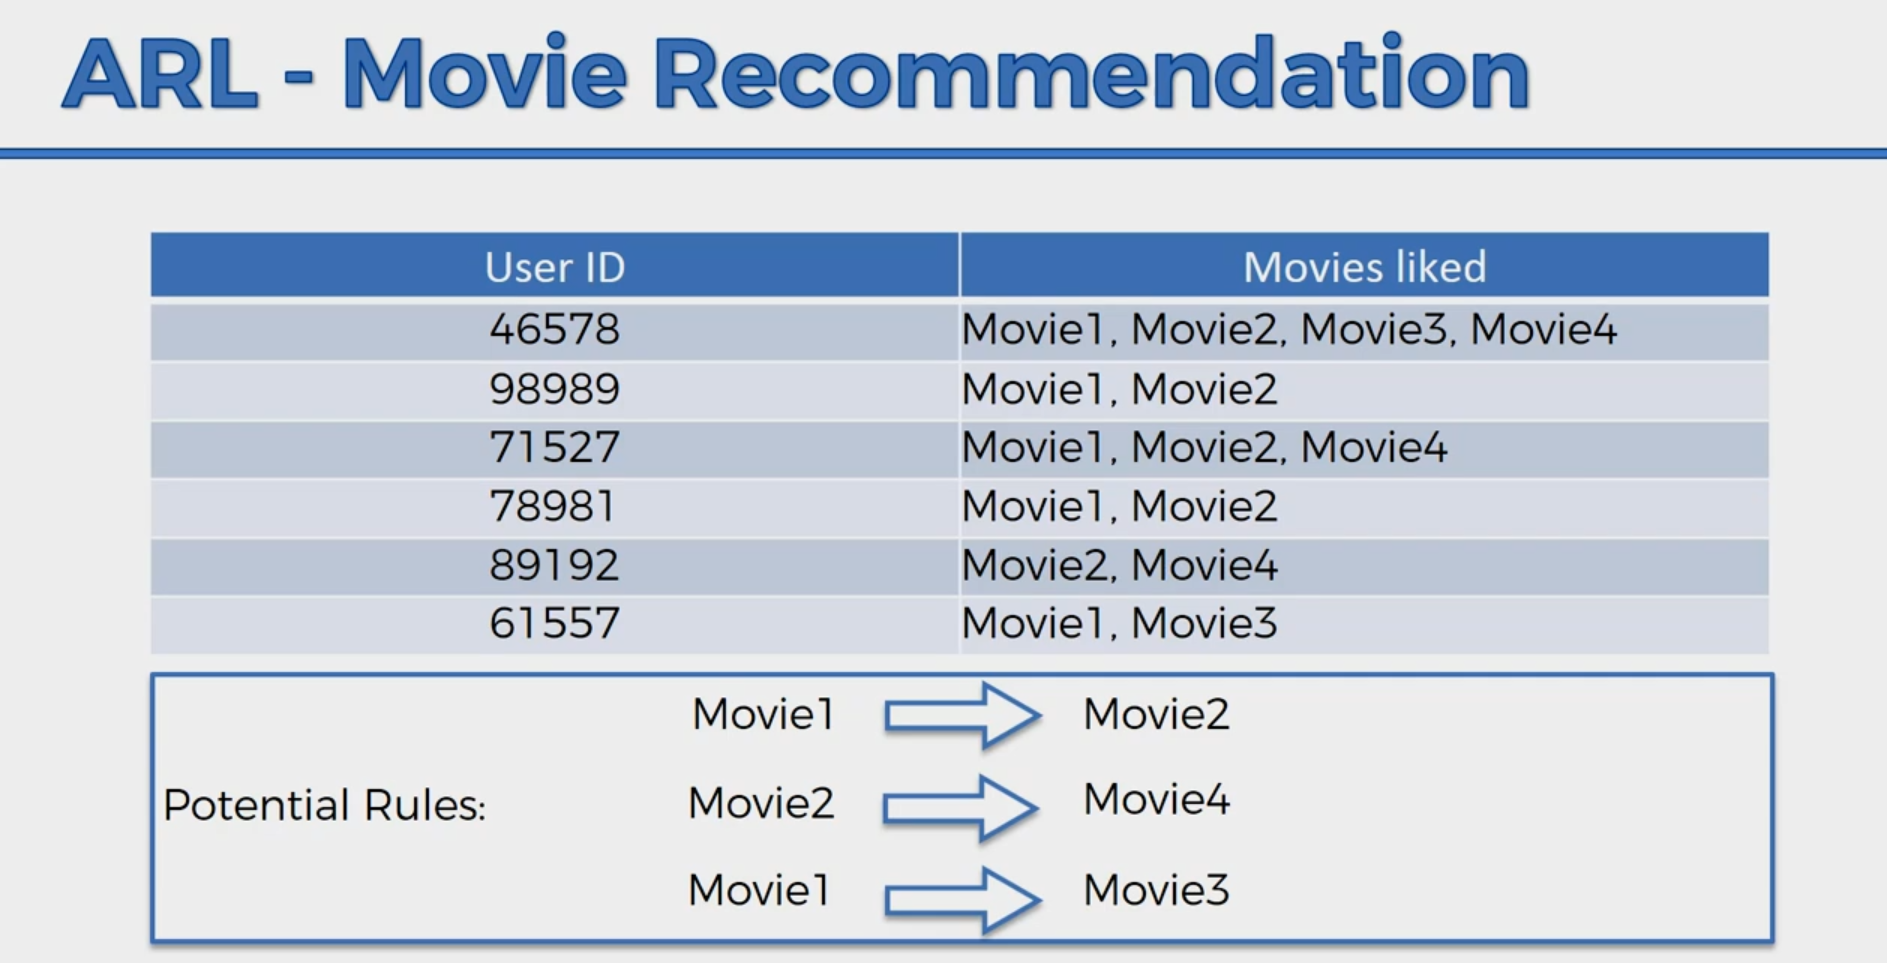 ARL - Movie Recommendation
User ID Movies liked
46578 Movie1, Movie2, Movie3, Movie4
98989 Movie1, Movie2
71527 Movie1, Movie2, Movie4
78981 Movie1, Movie2
89192 Movie2, Movie4
61557 Movie1, Movie3
Movie1 Movie2
Potential Rules: Movie2 Movie4
Movie1 Movie3